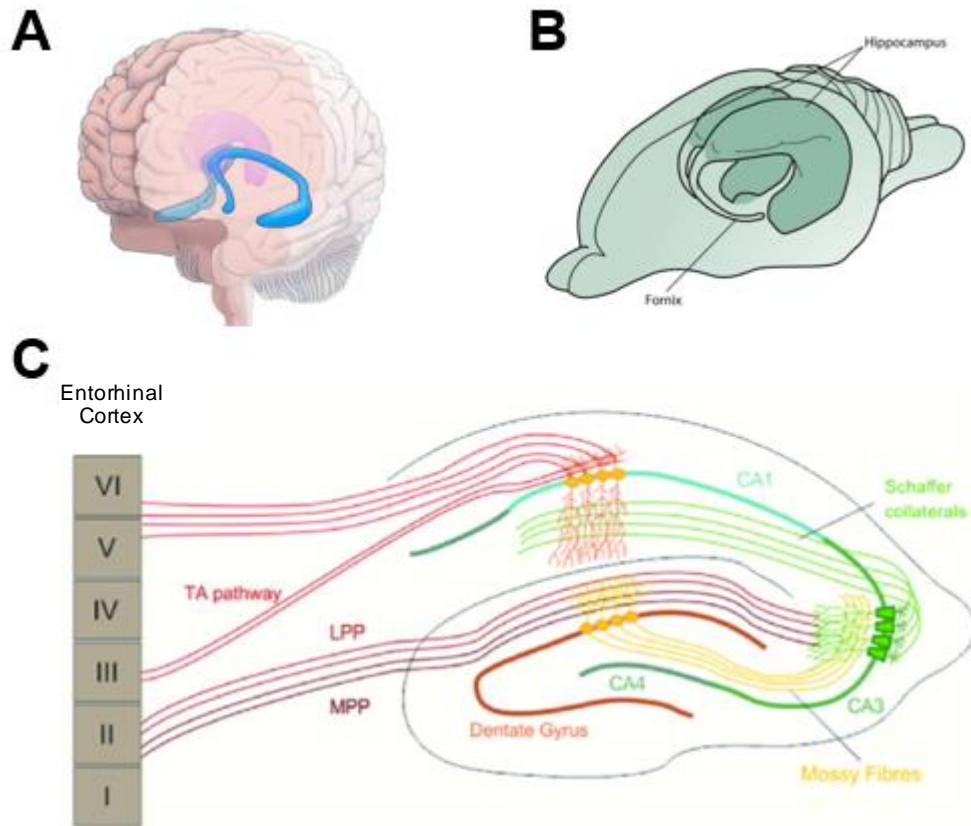 A
B
Hippocampus
Fornix
C
Entorhinal
Cortex
VI
V
IV
III
II
I
TA pathway
LPP
MPP
CA1
Schaffer
collaterals
CA4
CA3
Dentate Gyrus
Mossy Fibres